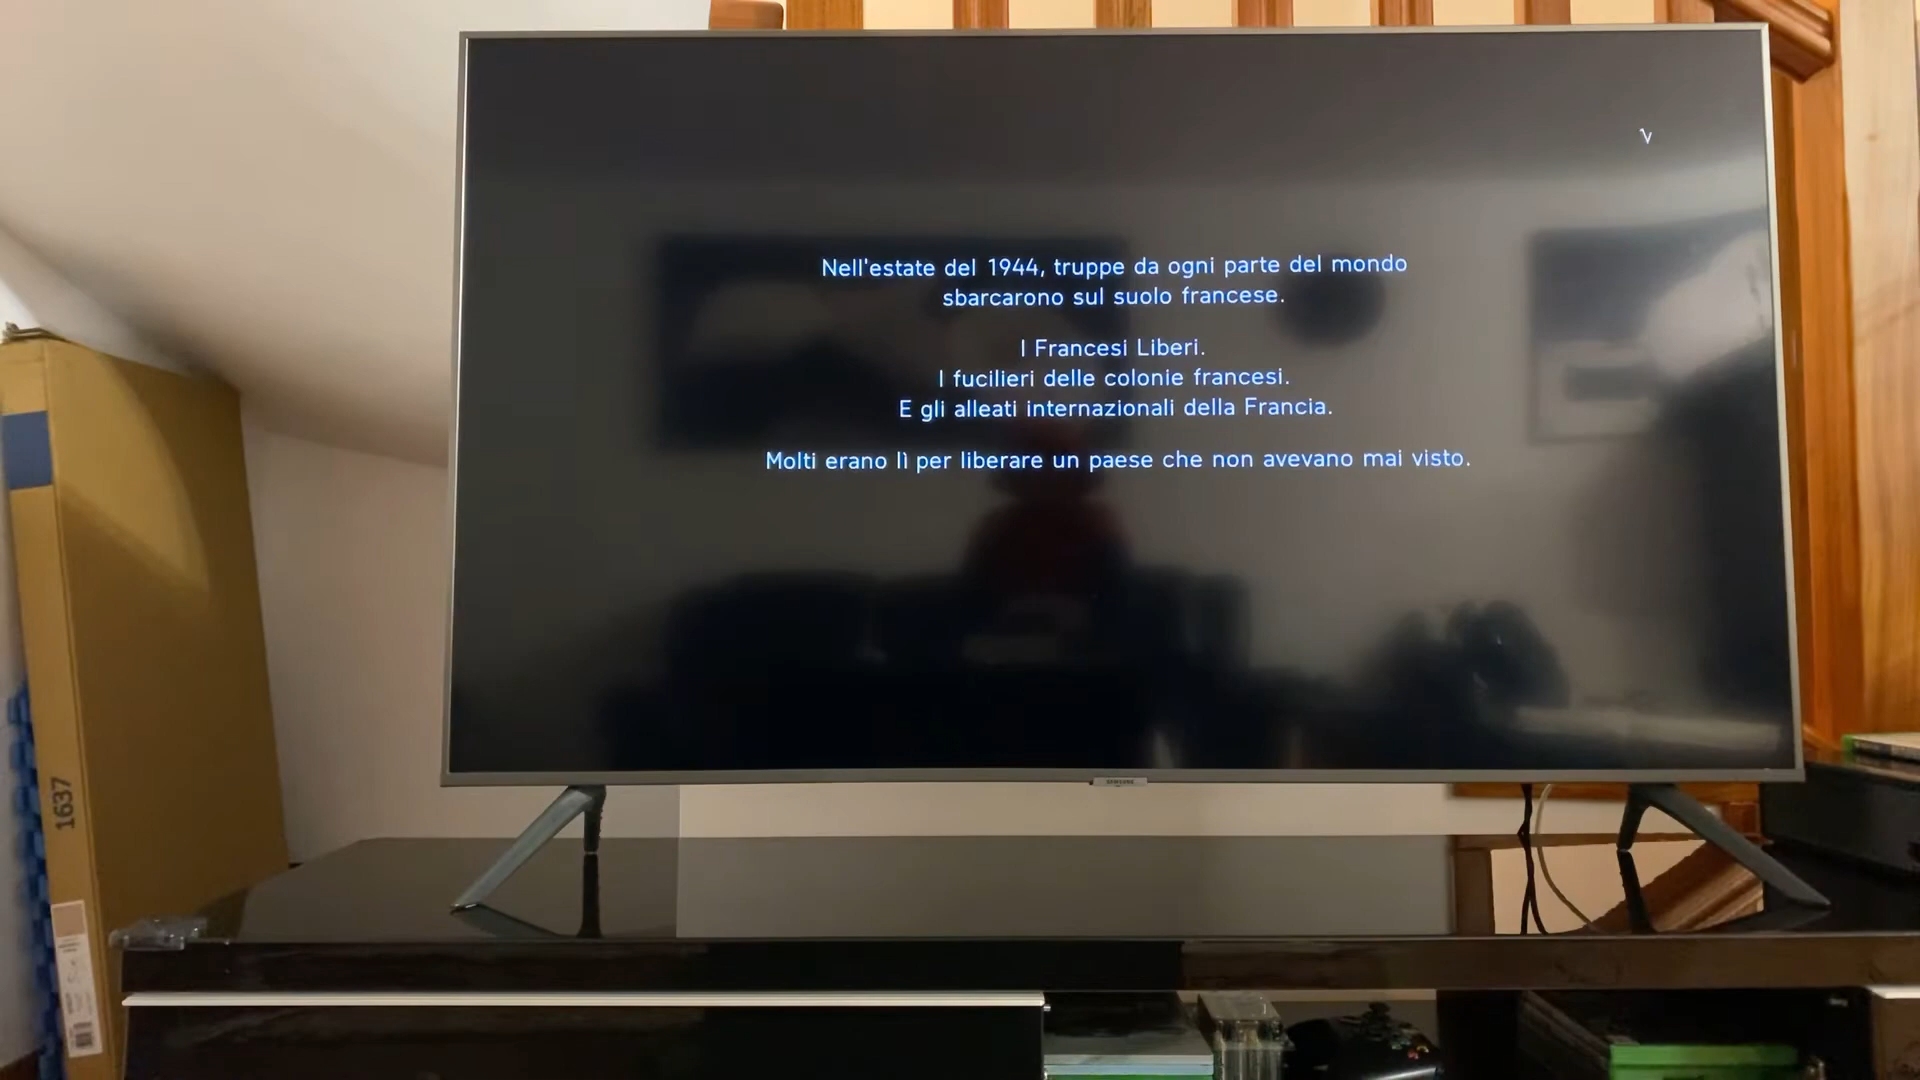 Nell'estate del 1944, truppe da ogni parte del mondo
sbarcarono sul suolo francese.
I Francesi Liberi.
I fucilieri delle colonie francesi.
E gli alleati internazionali della Francia.
Molti erano lì per liberare un paese che non avevano mai visto.
SAMSUNG
1637